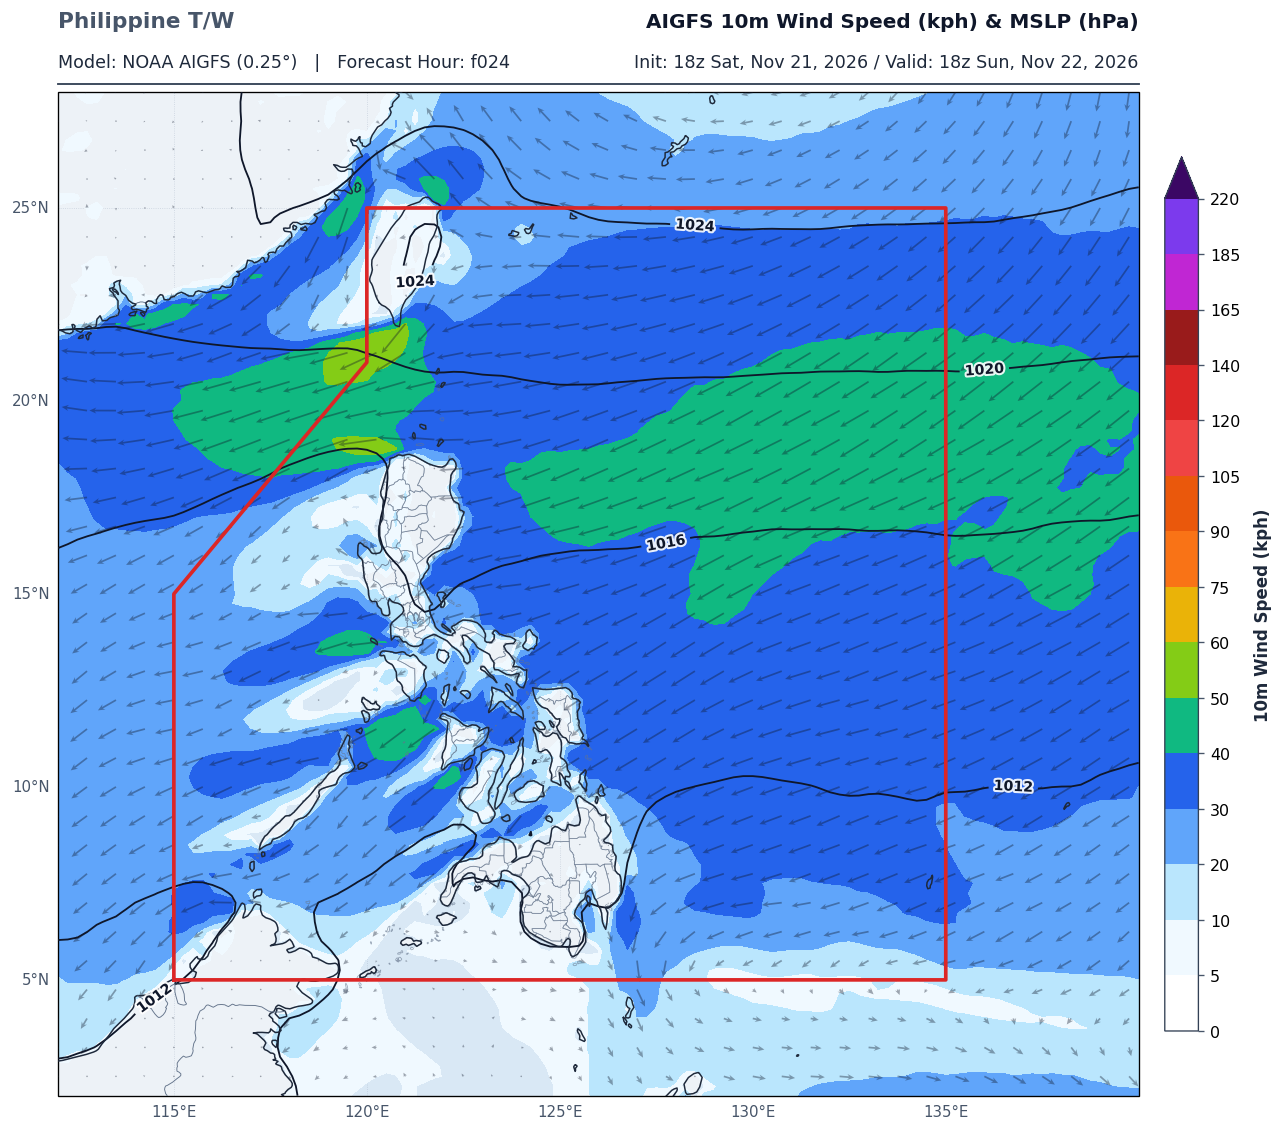 Philippine T/W
AIGFS 10m Wind Speed (kph) & MSLP (hPa)
Model: NOAA AIGFS (0.25°)   |   Forecast Hour: f024
Init: 18z Sat, Nov 21, 2026 / Valid: 18z Sun, Nov 22, 2026
25°N
20°N
15°N
10°N
5°N
115°E
120°E
125°E
130°E
135°E
1024
1024
1020
1016
1012
1012
220
185
165
140
120
105
90
75
60
50
40
30
20
10
5
0
10m Wind Speed (kph)